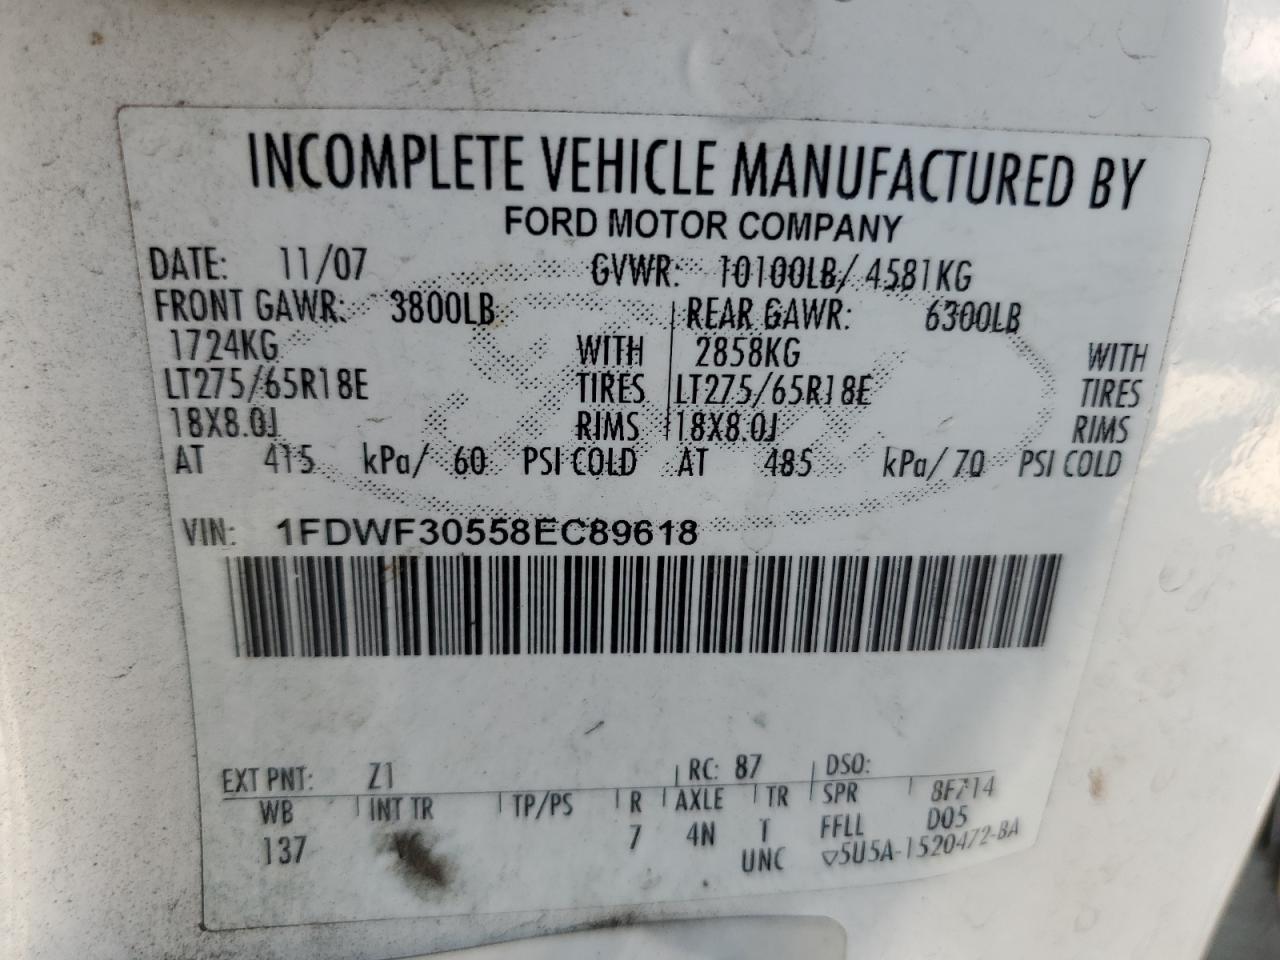 INCOMPLETE VEHICLE MANUFACTURED BY
FORD MOTOR COMPANY
DATE: 11/07 GVWR: 10100LB/ 4581KG
FRONT GAWR: 3800LB REAR GAWR: 6300LB
1724KG WITH 2858KG WITH
LT275/65R18E TIRES LT275/65R18E TIRES
18X8.0J RIMS 18X8.0J RIMS
AT 415 kPa/ 60 PSI COLD AT 485 kPa/ 70 PSI COLD
VIN: 1FDWF30558EC89618
EXT PNT: Z1 RC: 87 DSO:
WB INT TR TP/PS R AXLE TR SPR 8FZ14
137 7 4N T FFLL D05
UNC ▽5U5A-1520472-BA